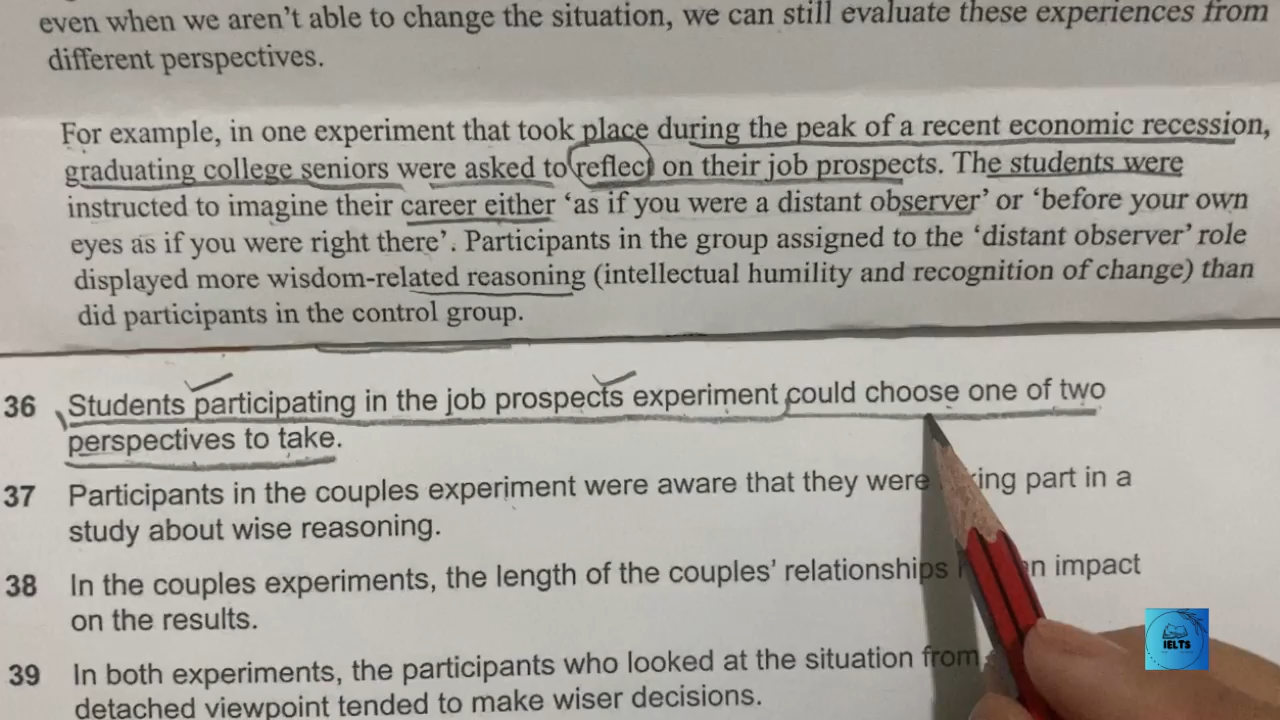 even when we aren't able to change the situation, we can still evaluate these experiences from
different perspectives.
For example, in one experiment that took place during the peak of a recent economic recession,
graduating college seniors were asked to reflect on their job prospects. The students were
instructed to imagine their career either ‘as if you were a distant observer’ or ‘before your own
eyes as if you were right there’. Participants in the group assigned to the ‘distant observer’ role
displayed more wisdom-related reasoning (intellectual humility and recognition of change) than
did participants in the control group.
36 Students participating in the job prospects experiment could choose one of two
perspectives to take.
37 Participants in the couples experiment were aware that they were part in a
study about wise reasoning.
38 In the couples experiments, the length of the couples’ relationships impact
on the results.
39 In both experiments, the participants who looked at the situation from
detached viewpoint tended to make wiser decisions.
IELTS